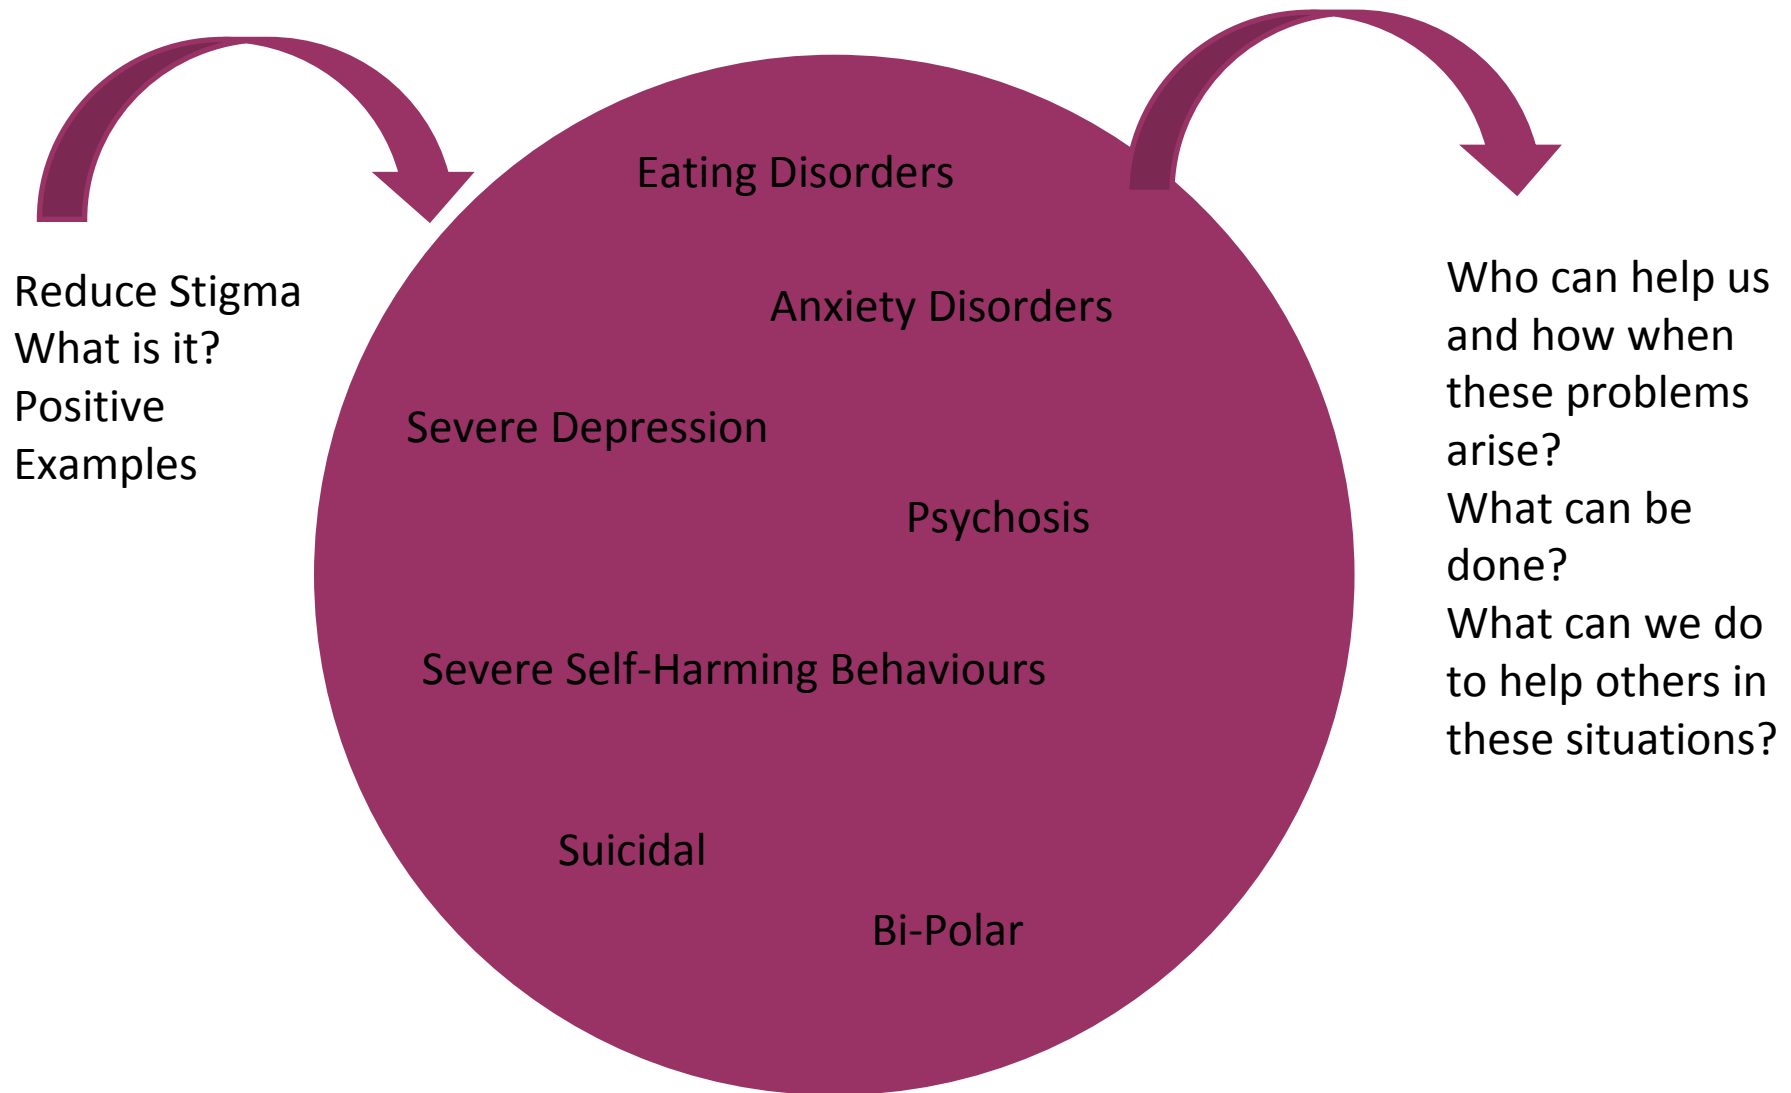 Reduce Stigma
What is it?
Positive
Examples
Eating Disorders
Anxiety Disorders
Severe Depression
Psychosis
Severe Self-Harming Behaviours
Suicidal
Bi-Polar
Who can help us
and how when
these problems
arise?
What can be
done?
What can we do
to help others in
these situations?